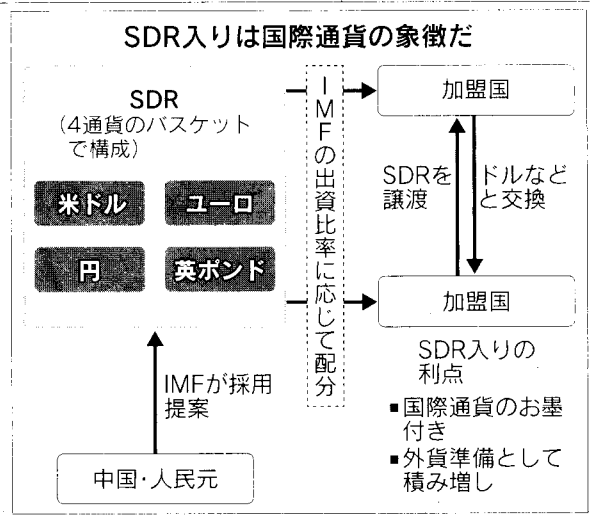 SDR入りは国際通貨の象徴だ
SDR
(4通貨のバスケット
で構成)
米ドル
ユーロ
円
英ポンド
IMFが採用
提案
中国・人民元
IMFの出資比率に応じて配分
加盟国
SDRを
譲渡
ドルなど
と交換
加盟国
SDR入りの
利点
■国際通貨のお墨
付き
■外貨準備として
積み増し